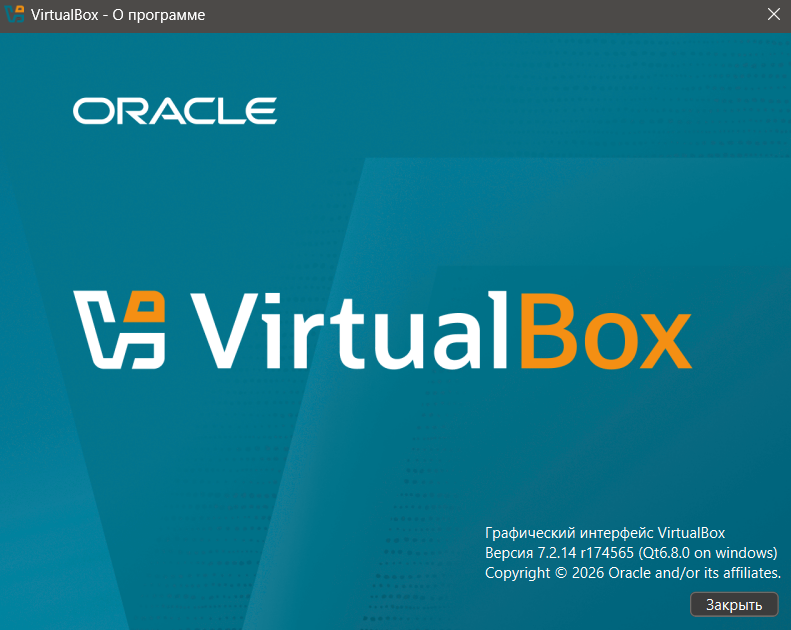 VirtualBox - О программе
ORACLE
VirtualBox
Графический интерфейс VirtualBox
Версия 7.2.14 r174565 (Qt6.8.0 on windows)
Copyright © 2026 Oracle and/or its affiliates.
Закрыть